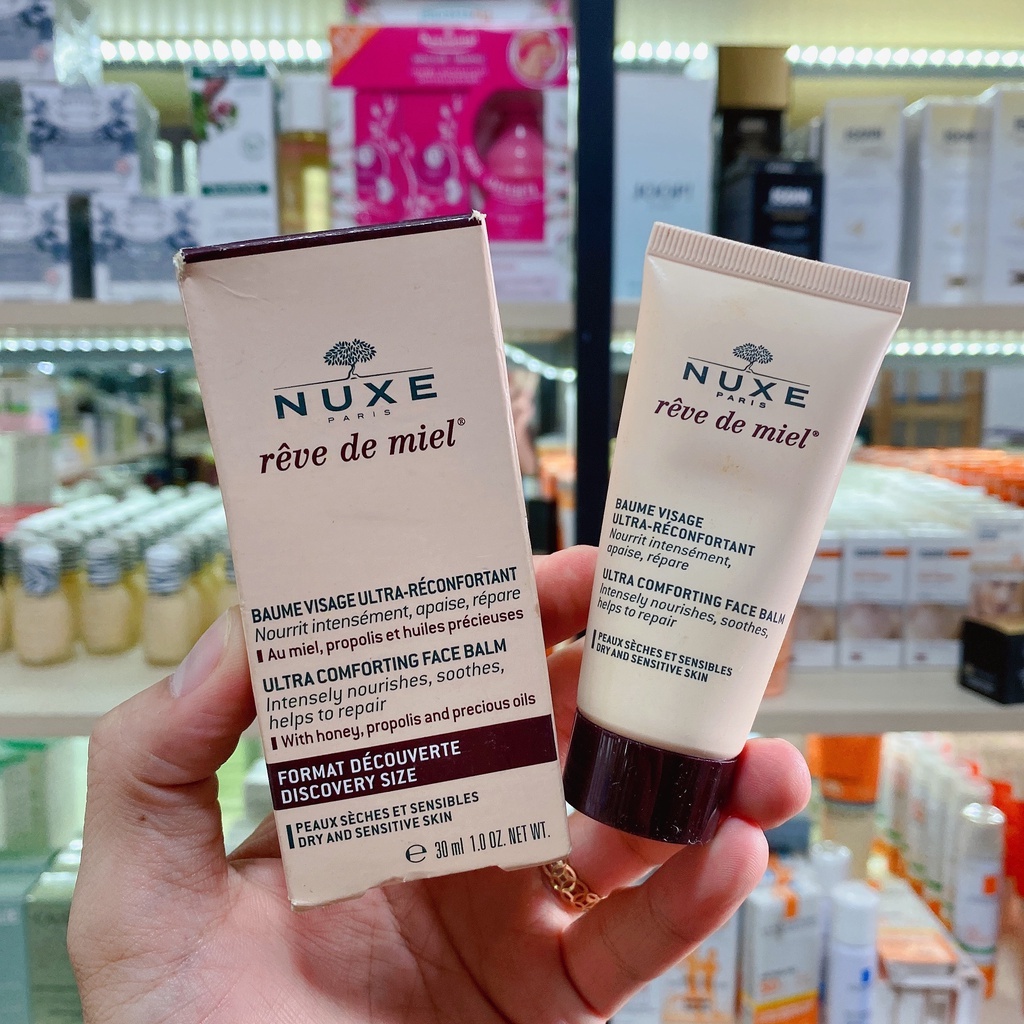 NUXE
PARIS
rêve de miel®
BAUME VISAGE ULTRA-RÉCONFORTANT
Nourrit intensément, apaise, répare
Au miel, propolis et huiles précieuses
ULTRA COMFORTING FACE BALM
Intensely nourishes, soothes,
helps to repair
With honey, propolis and precious oils
FORMAT DÉCOUVERTE
DISCOVERY SIZE
PEAUX SÈCHES ET SENSIBLES
DRY AND SENSITIVE SKIN
℮ 30 ml 1.0 OZ. NET WT.
NUXE
PARIS
rêve de miel®
BAUME VISAGE
ULTRA-RÉCONFORTANT
Nourrit intensément,
apaise, répare
ULTRA COMFORTING FACE BALM
Intensely nourishes, soothes,
helps to repair
PEAUX SÈCHES ET SENSIBLES
DRY AND SENSITIVE SKIN